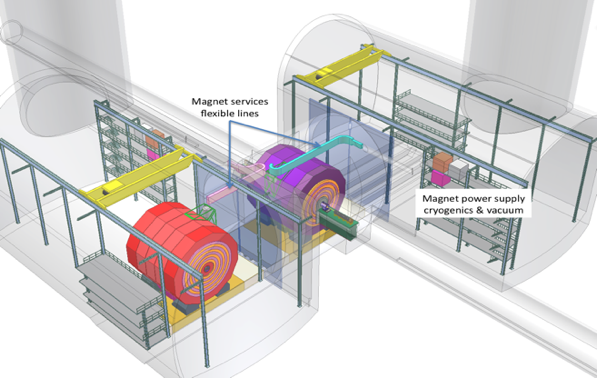 Magnet services
flexible lines
Magnet power supply
cryogenics & vacuum